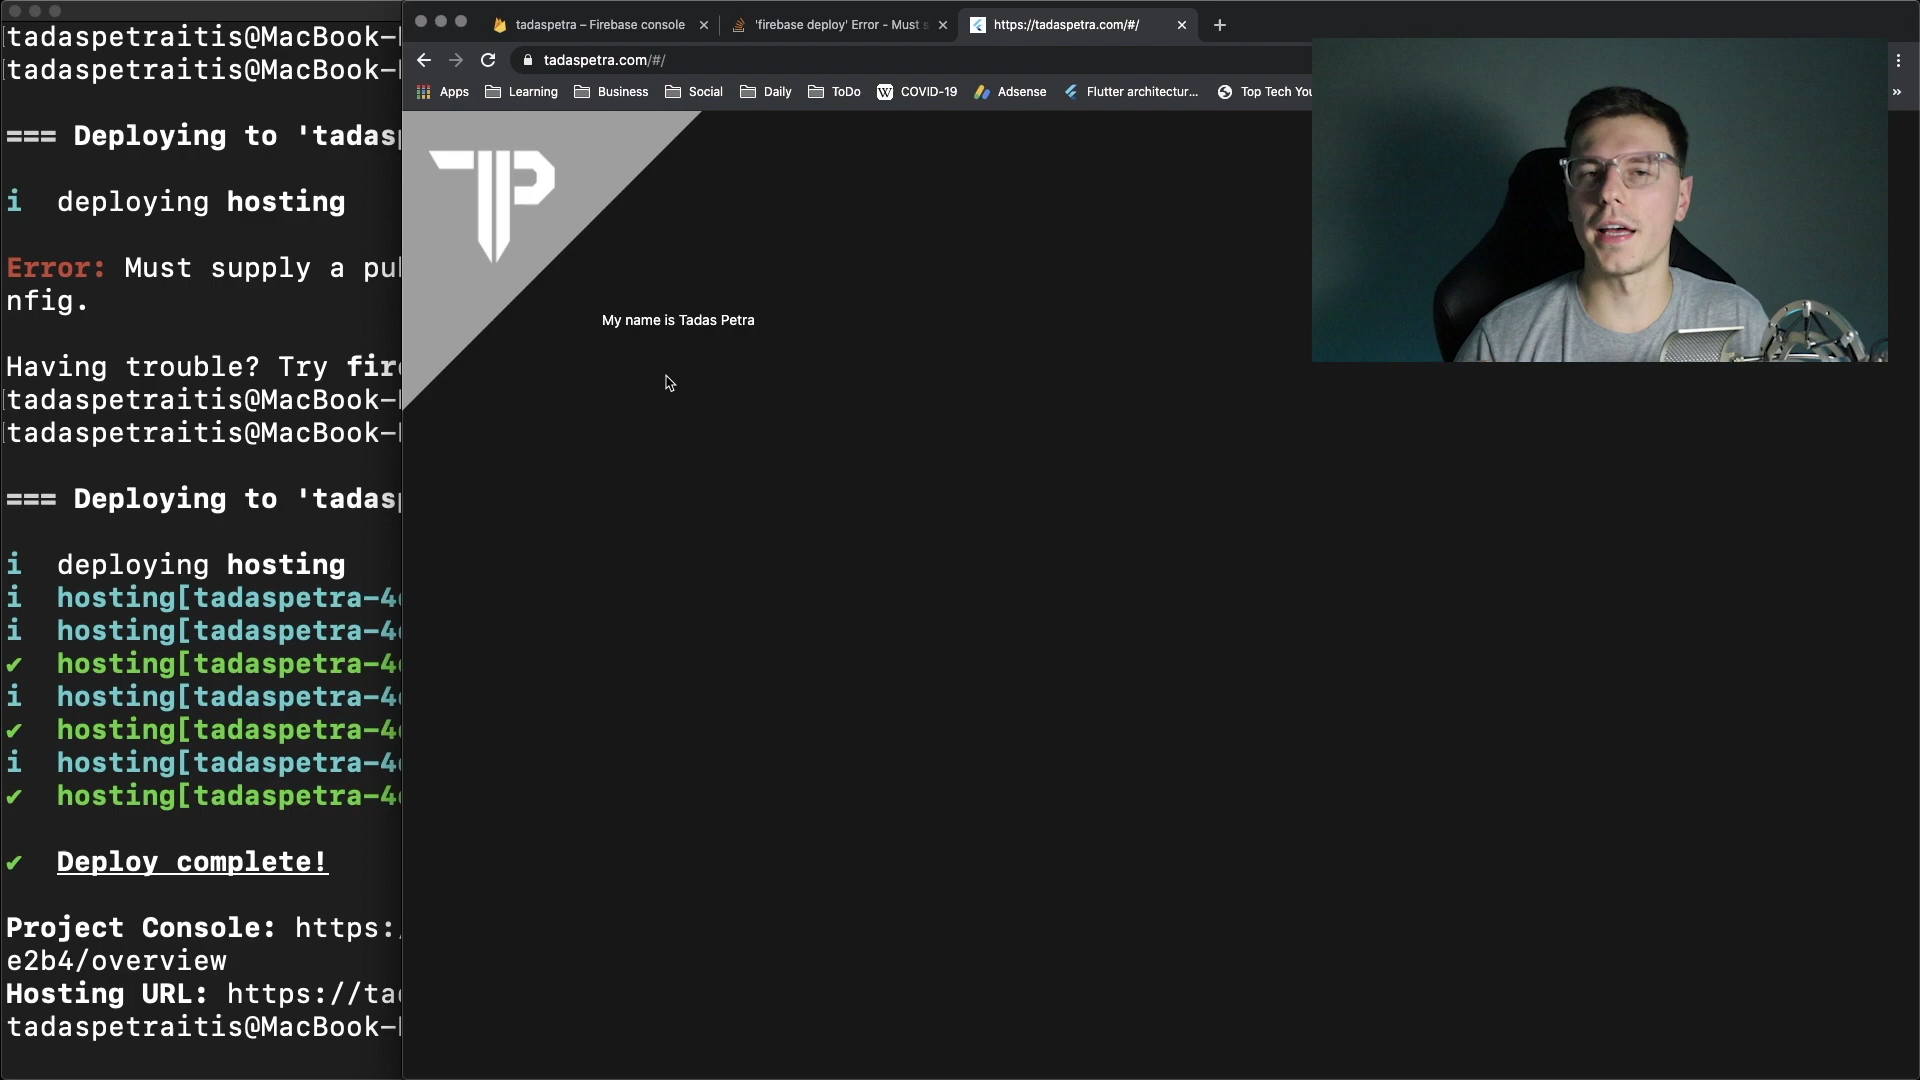 tadaspetraitis@MacBook-
tadaspetraitis@MacBook-
=== Deploying to 'tadas
i deploying hosting
Error: Must supply a
nfig.
Having trouble? Try
tadaspetraitis@MacBook-
tadaspetraitis@MacBook-
=== Deploying to 'tadas
i deploying hosting
i hosting[tadaspetra-4
i hosting[tadaspetra-4
✔ hosting[tadaspetra-4
i hosting[tadaspetra-4
✔ hosting[tadaspetra-4
i hosting[tadaspetra-4
✔ hosting[tadaspetra-4
✔ Deploy complete!
Project Console: https:/
e2b4/overview
Hosting URL: https://ta
tadaspetraitis@MacBook-
tadaspetra – Firebase console
'firebase deploy' Error - Must
https://tadaspetra.com/#/
tadaspetra.com/#/
Apps Learning Business Social Daily ToDo COVID-19 Adsense Flutter architectur... Top Tech You
TP
My name is Tadas Petra